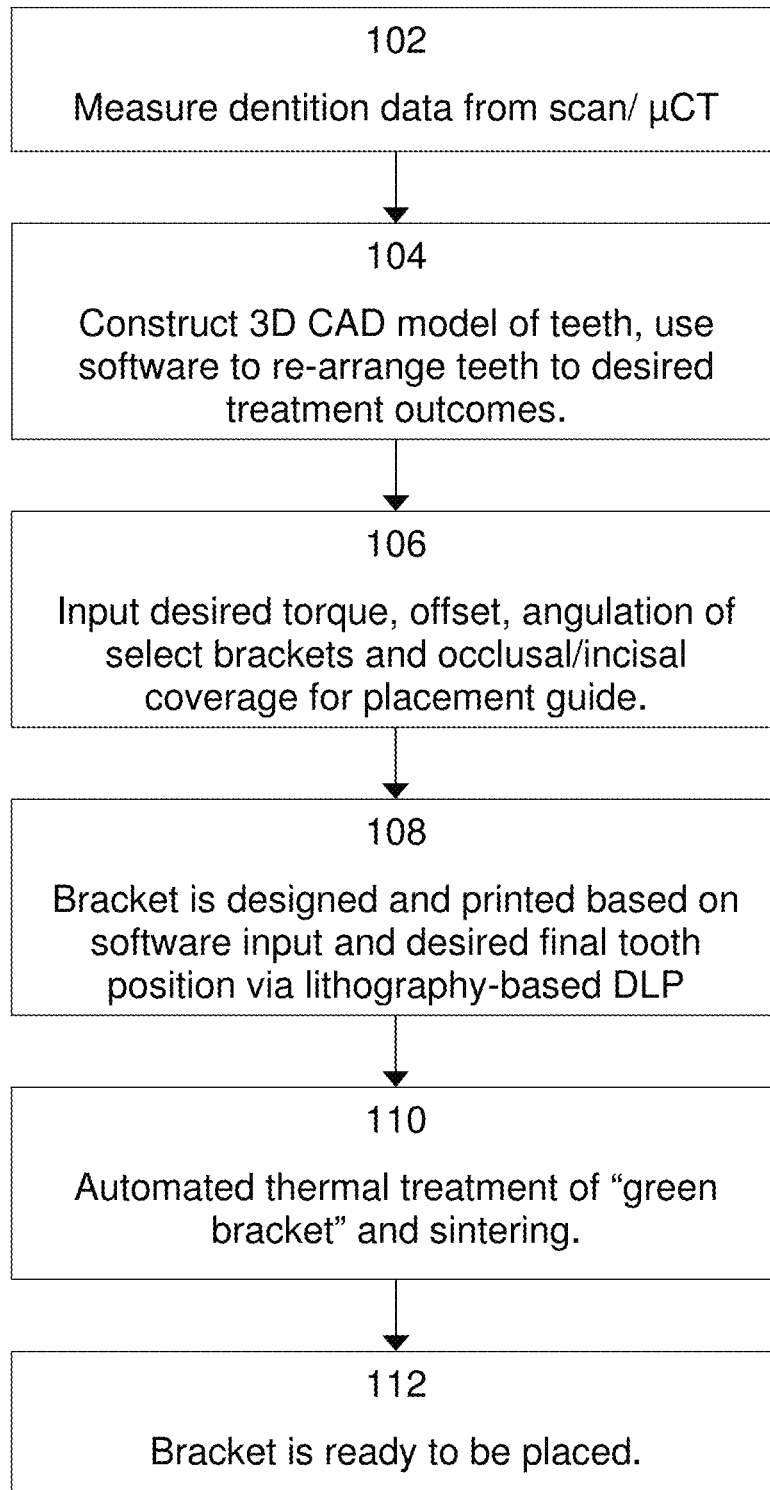 102
Measure dentition data from scan/ µCT
104
Construct 3D CAD model of teeth, use
software to re-arrange teeth to desired
treatment outcomes.
106
Input desired torque, offset, angulation of
select brackets and occlusal/incisal
coverage for placement guide.
108
Bracket is designed and printed based on
software input and desired final tooth
position via lithography-based DLP
110
Automated thermal treatment of “green
bracket” and sintering.
112
Bracket is ready to be placed.